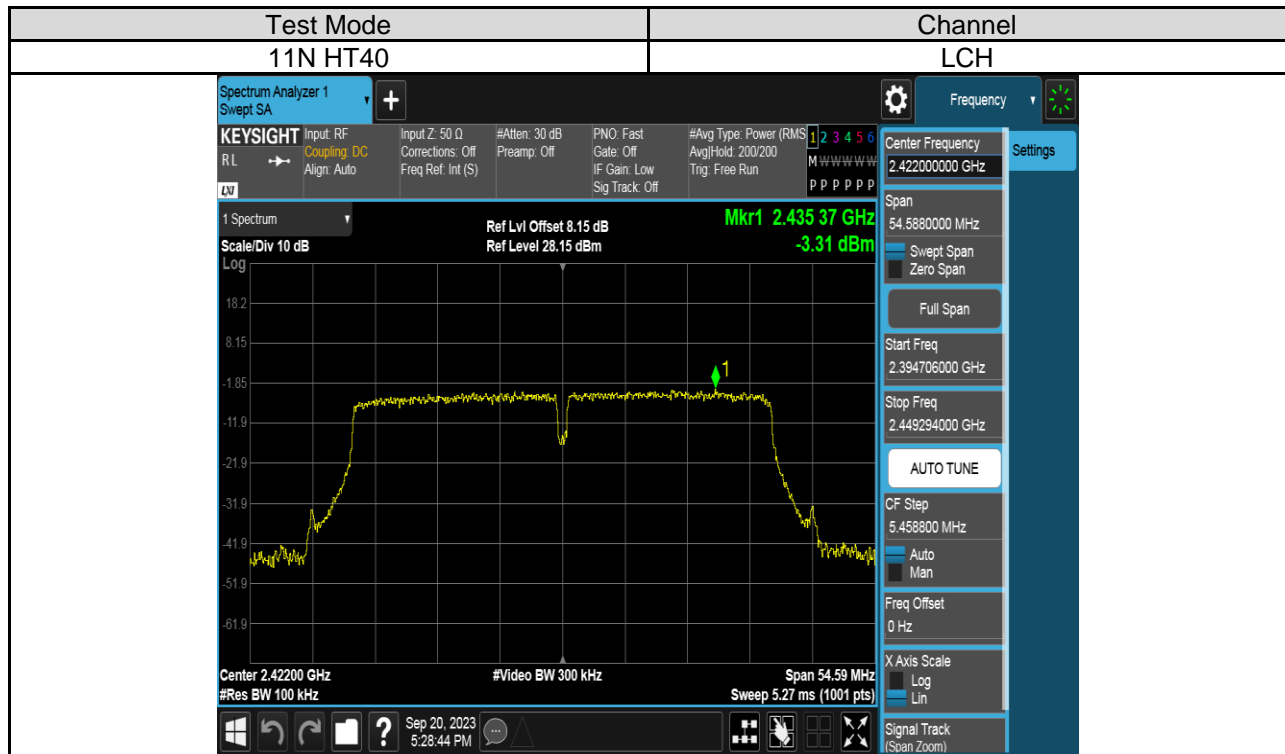 Test Mode Channel
11N HT40 LCH
Spectrum Analyzer 1
Swept SA
+
Frequency
KEYSIGHT Input: RF Input Z: 50 Ω #Atten: 30 dB PNO: Fast #Avg Type: Power (RMS 1 2 3 4 5 6
RL Coupling: DC Corrections: Off Preamp: Off Gate: Off Avg|Hold: 200/200 M W W W W W
Align: Auto Freq Ref: Int (S) IF Gain: Low Trig: Free Run
LXI Sig Track: Off P P P P P P
1 Spectrum Ref Lvl Offset 8.15 dB Mkr1 2.435 37 GHz
Scale/Div 10 dB Ref Level 28.15 dBm -3.31 dBm
Log
18.2
8.15
1
-1.85
-11.9
-21.9
-31.9
-41.9
-51.9
-61.9
Center 2.42200 GHz #Video BW 300 kHz Span 54.59 MHz
#Res BW 100 kHz Sweep 5.27 ms (1001 pts)
Center Frequency
2.422000000 GHz
Settings
Span
54.5880000 MHz
Swept Span
Zero Span
Full Span
Start Freq
2.394706000 GHz
Stop Freq
2.449294000 GHz
AUTO TUNE
CF Step
5.458800 MHz
Auto
Man
Freq Offset
0 Hz
X Axis Scale
Log
Lin
Signal Track
(Span Zoom)
?
Sep 20, 2023
5:28:44 PM